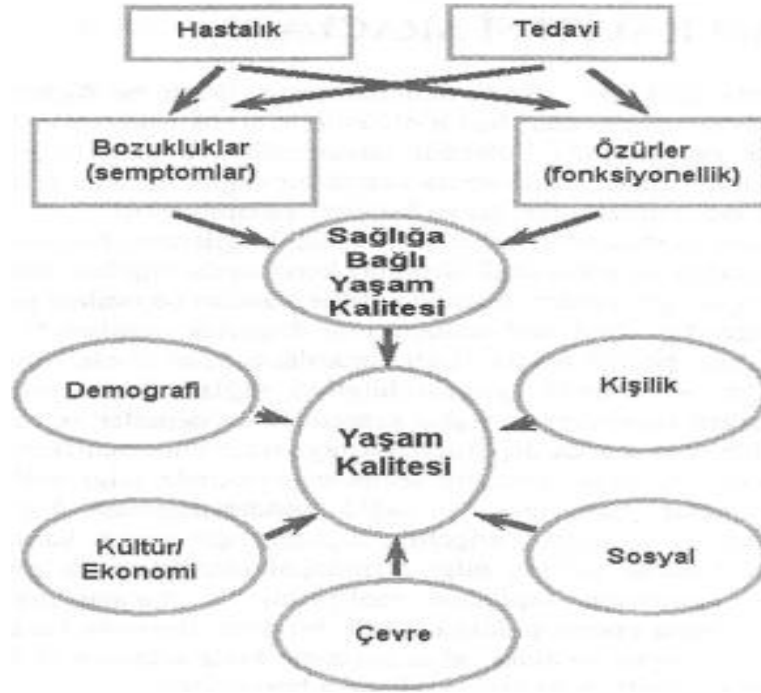 Hastalık
Tedavi
Bozukluklar
(semptomlar)
Özürler
(fonksiyonellik)
Sağlığa
Bağlı
Yaşam
Kalitesi
Demografi
Kişilik
Yaşam
Kalitesi
Kültür/
Ekonomi
Sosyal
Çevre